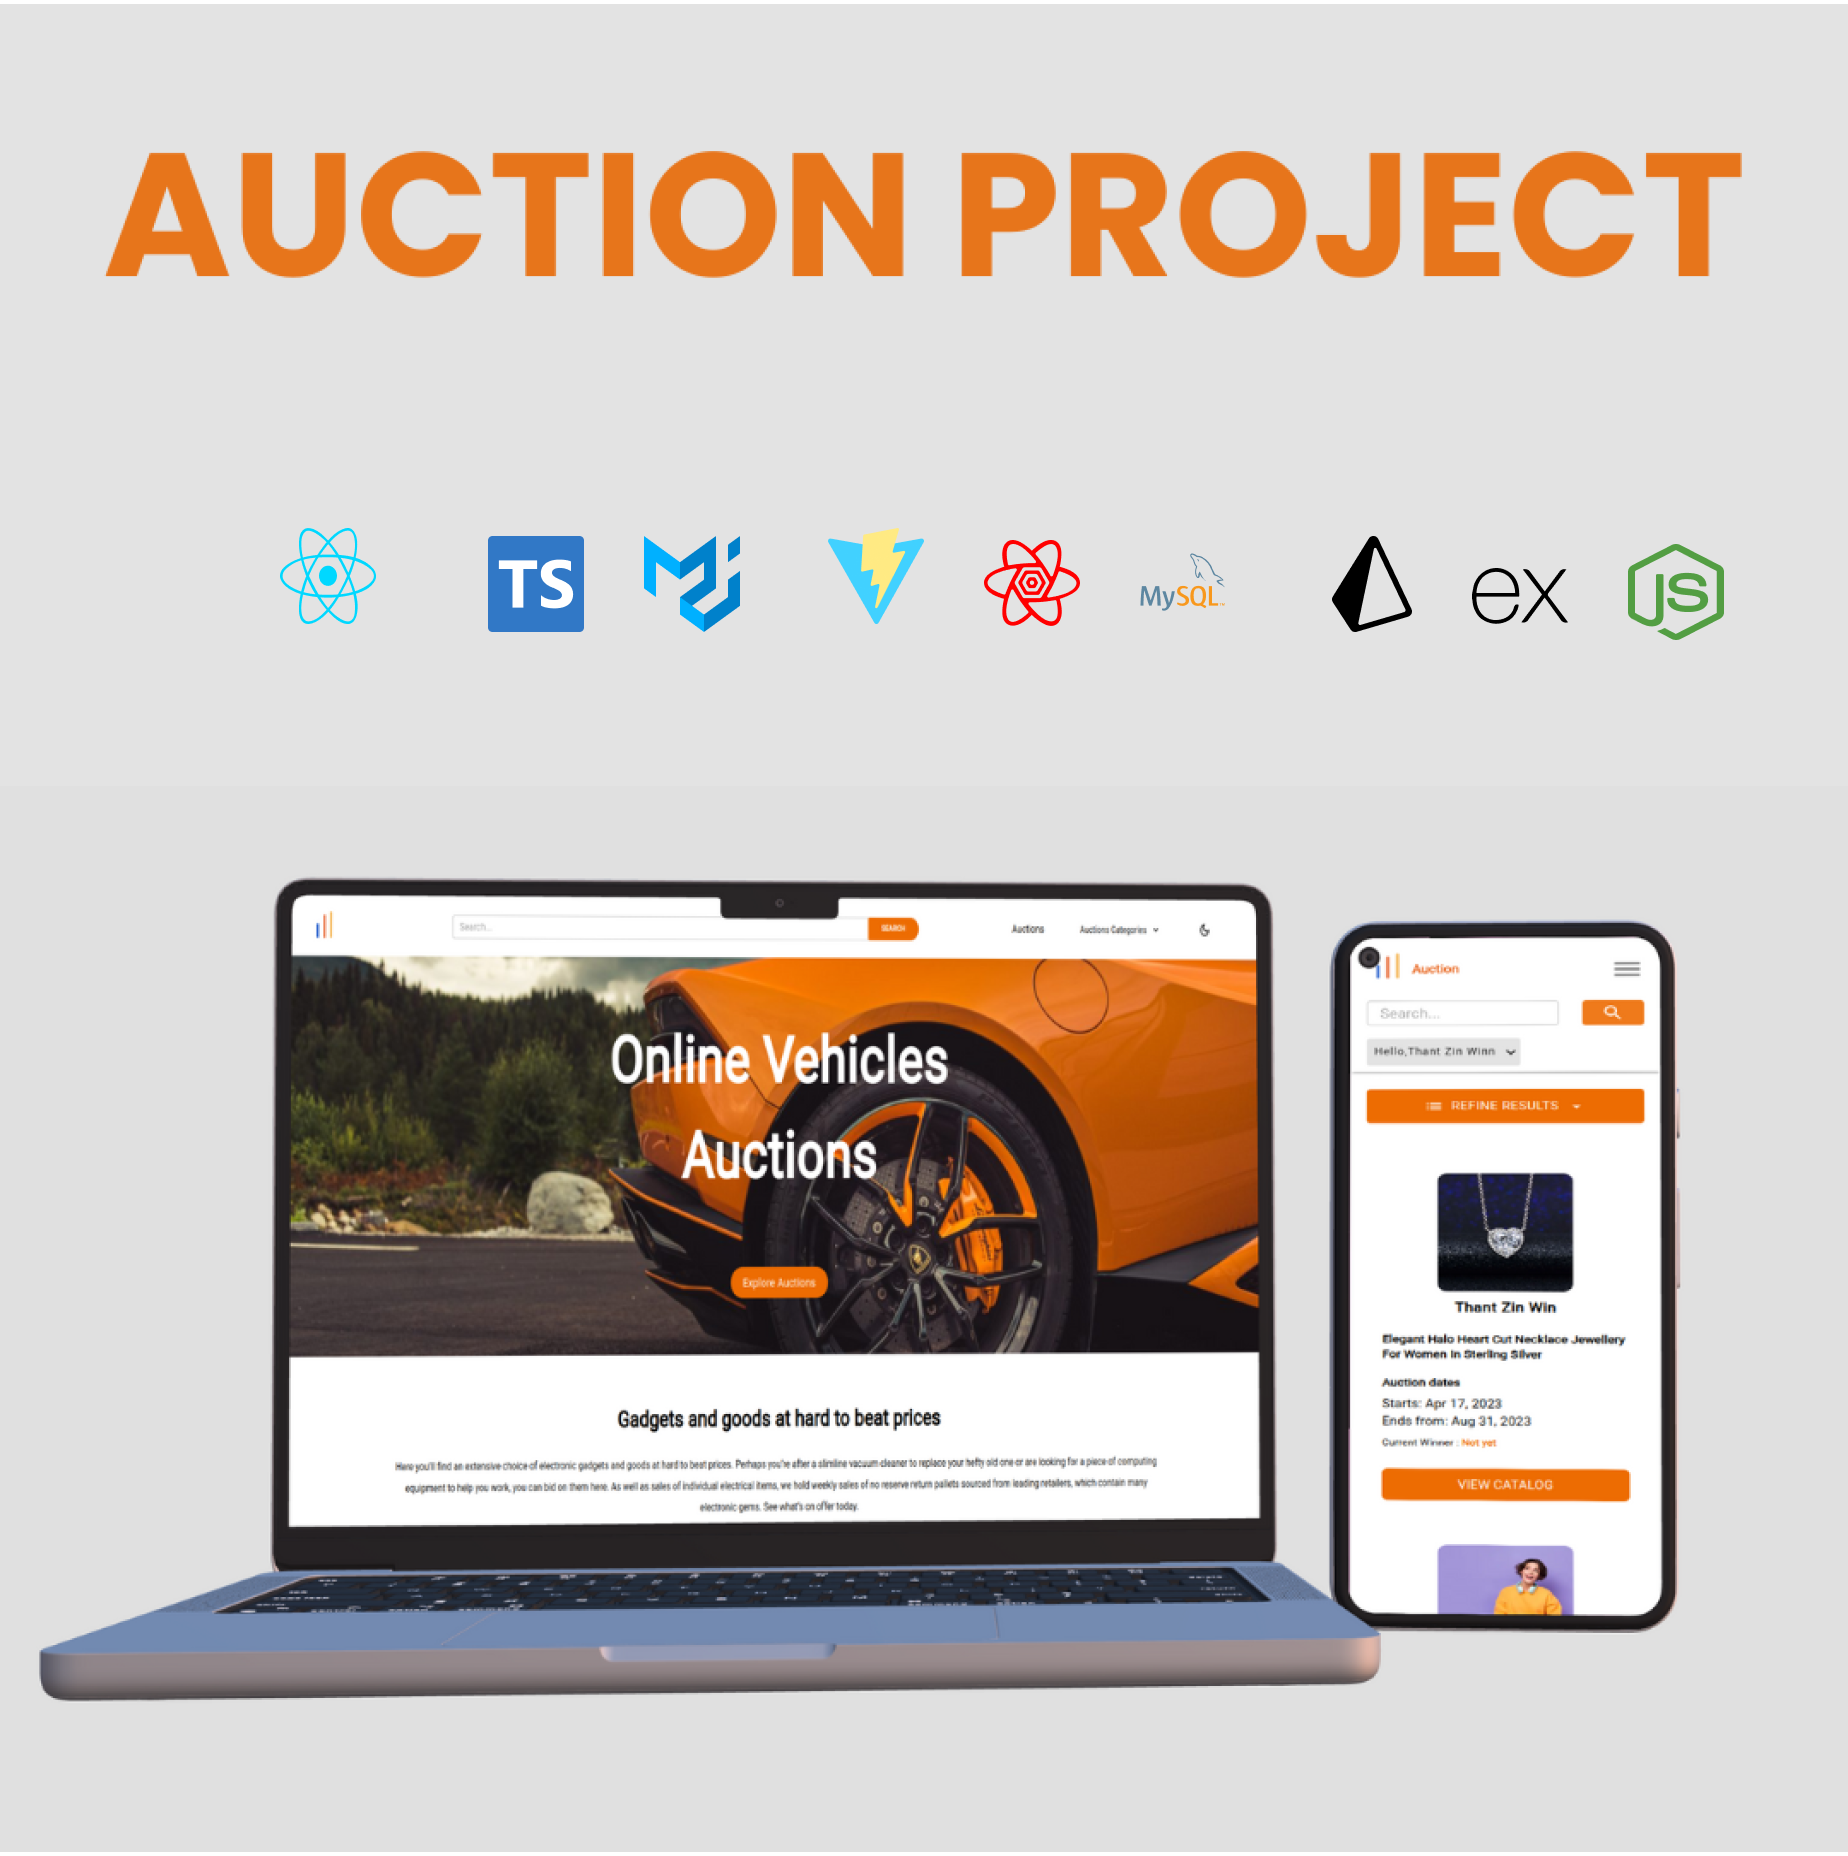 AUCTION PROJECT
TS
MySQL
ex
JS
Search...
SEARCH
Auctions
Auctions Categories
Online Vehicles
Auctions
Explore Auctions
Gadgets and goods at hard to beat prices
Here you'll find an extensive choice of electronic gadgets and goods at hard to beat prices. Perhaps you're after a slimline vacuum cleaner to replace your hefty old one or are looking for a piece of computing
equipment to help you work, you can bid on them here. As well as sales of individual electrical items, we hold weekly sales of no reserve return pallets sourced from leading retailers, which contain many
electronic gems. See what's on offer today.
Auction
Search...
Hello,Thant Zin Winn
REFINE RESULTS
Thant Zin Win
Elegant Halo Heart Cut Necklace Jewellery
For Women In Sterling Silver
Auction dates
Starts: Apr 17, 2023
Ends from: Aug 31, 2023
Current Winner : Not yet
VIEW CATALOG